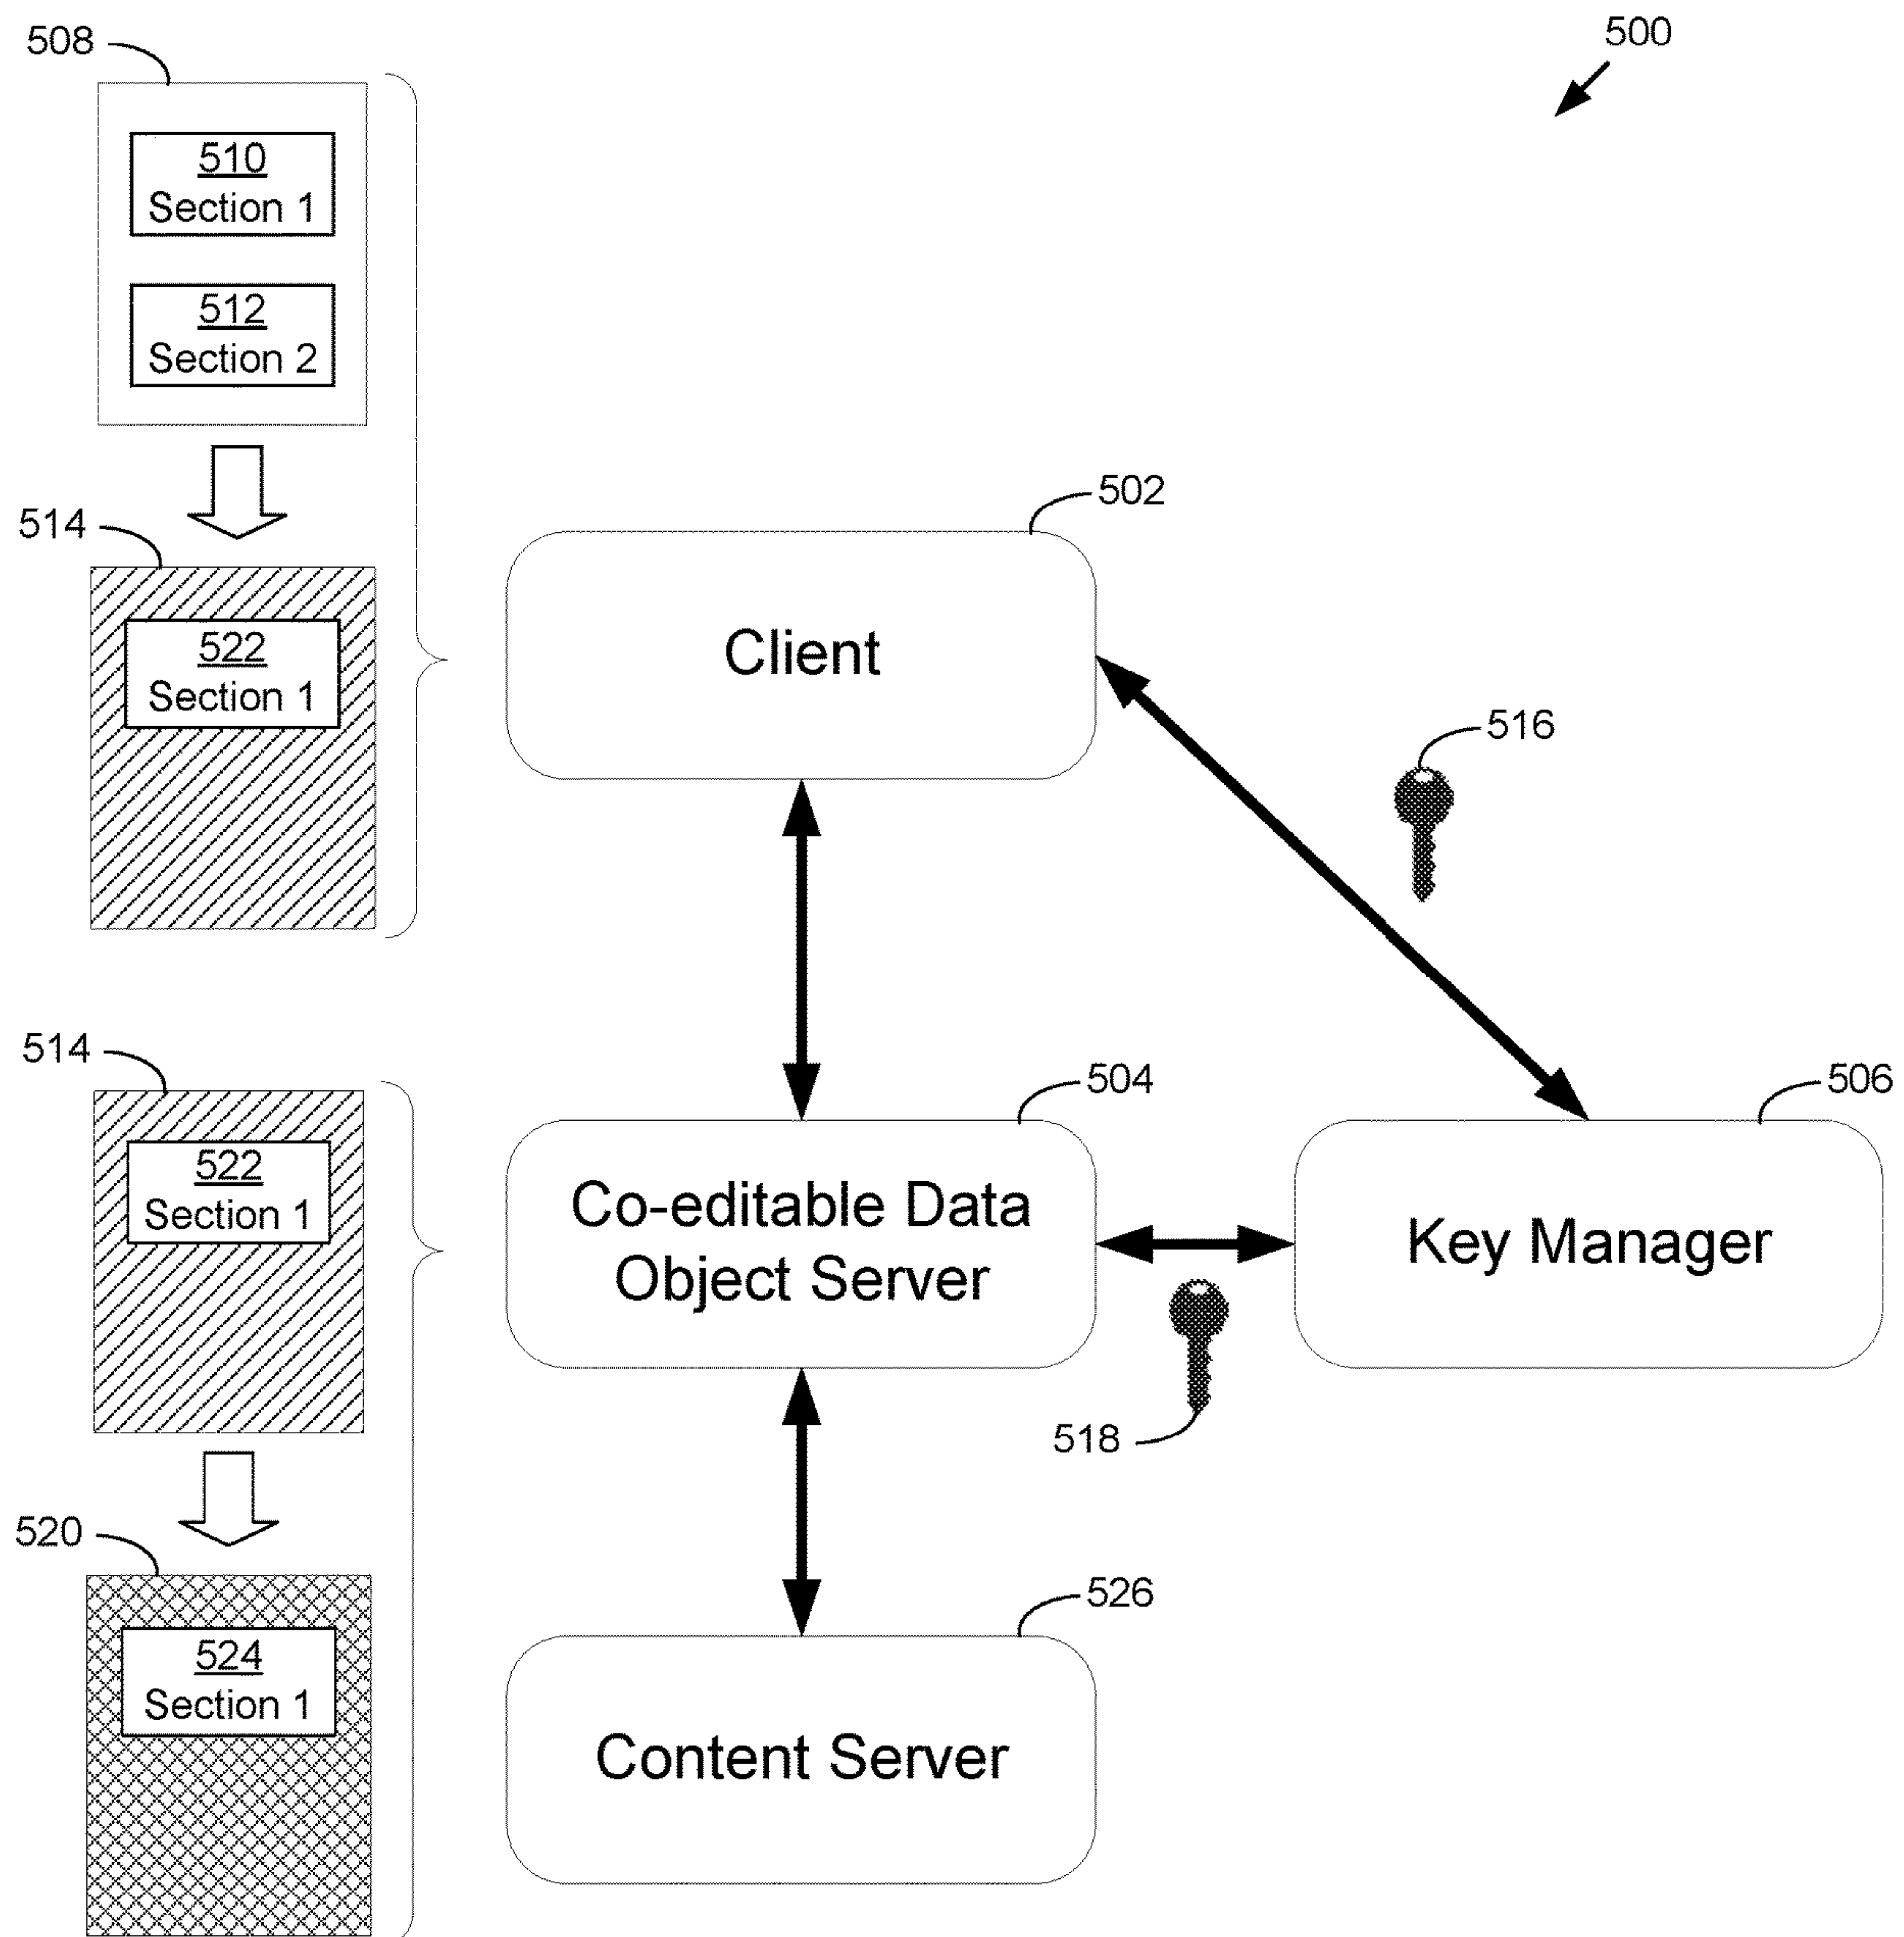 500
508
510
Section 1
512
Section 2
514
522
Section 1
502
Client
516
514
522
Section 1
504
Co-editable Data
Object Server
506
Key Manager
518
520
524
Section 1
526
Content Server